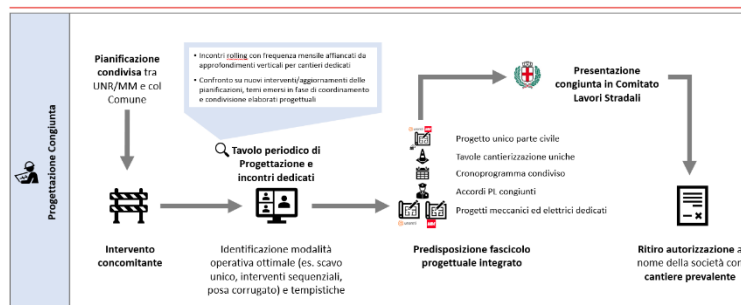 Progettazione Congiunta
Pianificazione
condivisa tra
UNR/MM e col
Comune
• Incontri rolling con frequenza mensile affiancati da
approfondimenti verticali per cantieri dedicati
• Confronto su nuovi interventi/aggiornamenti delle
pianificazioni, temi emersi in fase di coordinamento
e condivisione elaborati progettuali
Tavolo periodico di
Progettazione e
incontri dedicati
Intervento
concomitante
Identificazione modalità
operativa ottimale (es. scavo
unico, interventi sequenziali,
posa corrugato) e tempistiche
Progetto unico parte civile
Tavole cantierizzazione uniche
Cronoprogramma condiviso
Accordi PL congiunti
Progetti meccanici ed elettrici dedicati
Predisposizione fascicolo
progettuale integrato
Presentazione
congiunta in Comitato
Lavori Stradali
Ritiro autorizzazione a
nome della società con
cantiere prevalente